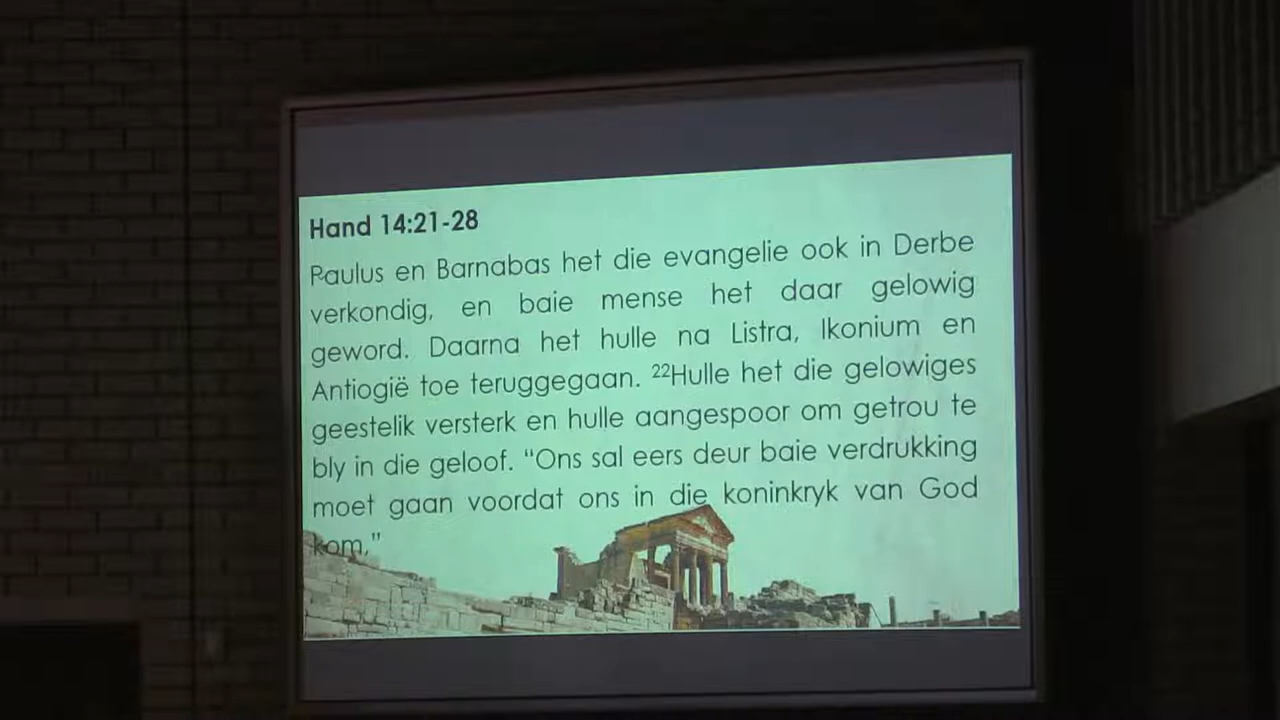 Hand 14:21-28
Paulus en Barnabas het die evangelie ook in Derbe
verkondig, en baie mense het daar gelowig
geword. Daarna het hulle na Listra, Ikonium en
Antiogië toe teruggegaan. ²²Hulle het die gelowiges
geestelik versterk en hulle aangespoor om getrou te
bly in die geloof. “Ons sal eers deur baie verdrukking
moet gaan voordat ons in die koninkryk van God
kom,”